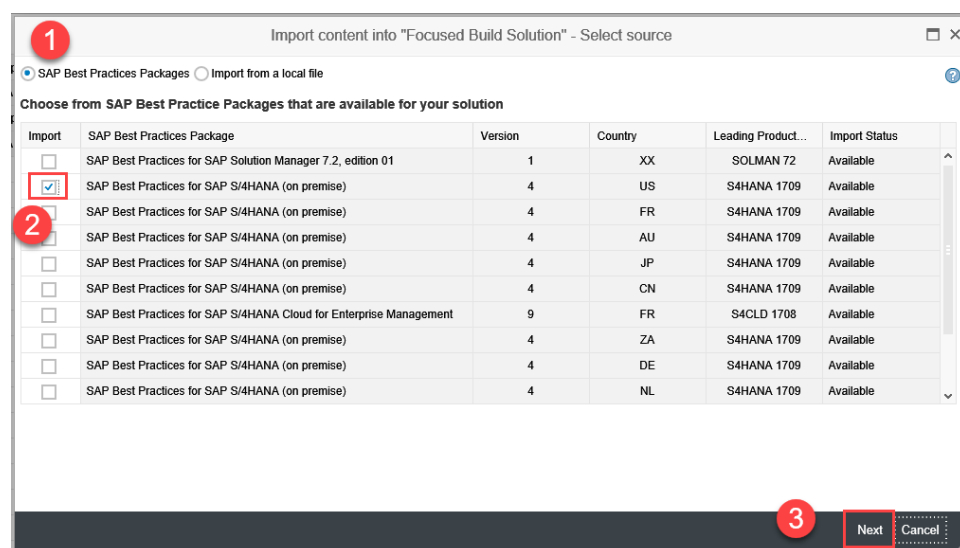 1
Import content into "Focused Build Solution" - Select source
SAP Best Practices Packages Import from a local file
?
Choose from SAP Best Practice Packages that are available for your solution
Import SAP Best Practices Package Version Country Leading Product... Import Status
SAP Best Practices for SAP Solution Manager 7.2, edition 01 1 XX SOLMAN 72 Available
SAP Best Practices for SAP S/4HANA (on premise) 4 US S4HANA 1709 Available
2
SAP Best Practices for SAP S/4HANA (on premise) 4 FR S4HANA 1709 Available
SAP Best Practices for SAP S/4HANA (on premise) 4 AU S4HANA 1709 Available
SAP Best Practices for SAP S/4HANA (on premise) 4 JP S4HANA 1709 Available
SAP Best Practices for SAP S/4HANA (on premise) 4 CN S4HANA 1709 Available
SAP Best Practices for SAP S/4HANA Cloud for Enterprise Management 9 FR S4CLD 1708 Available
SAP Best Practices for SAP S/4HANA (on premise) 4 ZA S4HANA 1709 Available
SAP Best Practices for SAP S/4HANA (on premise) 4 DE S4HANA 1709 Available
SAP Best Practices for SAP S/4HANA (on premise) 4 NL S4HANA 1709 Available
3
Next Cancel